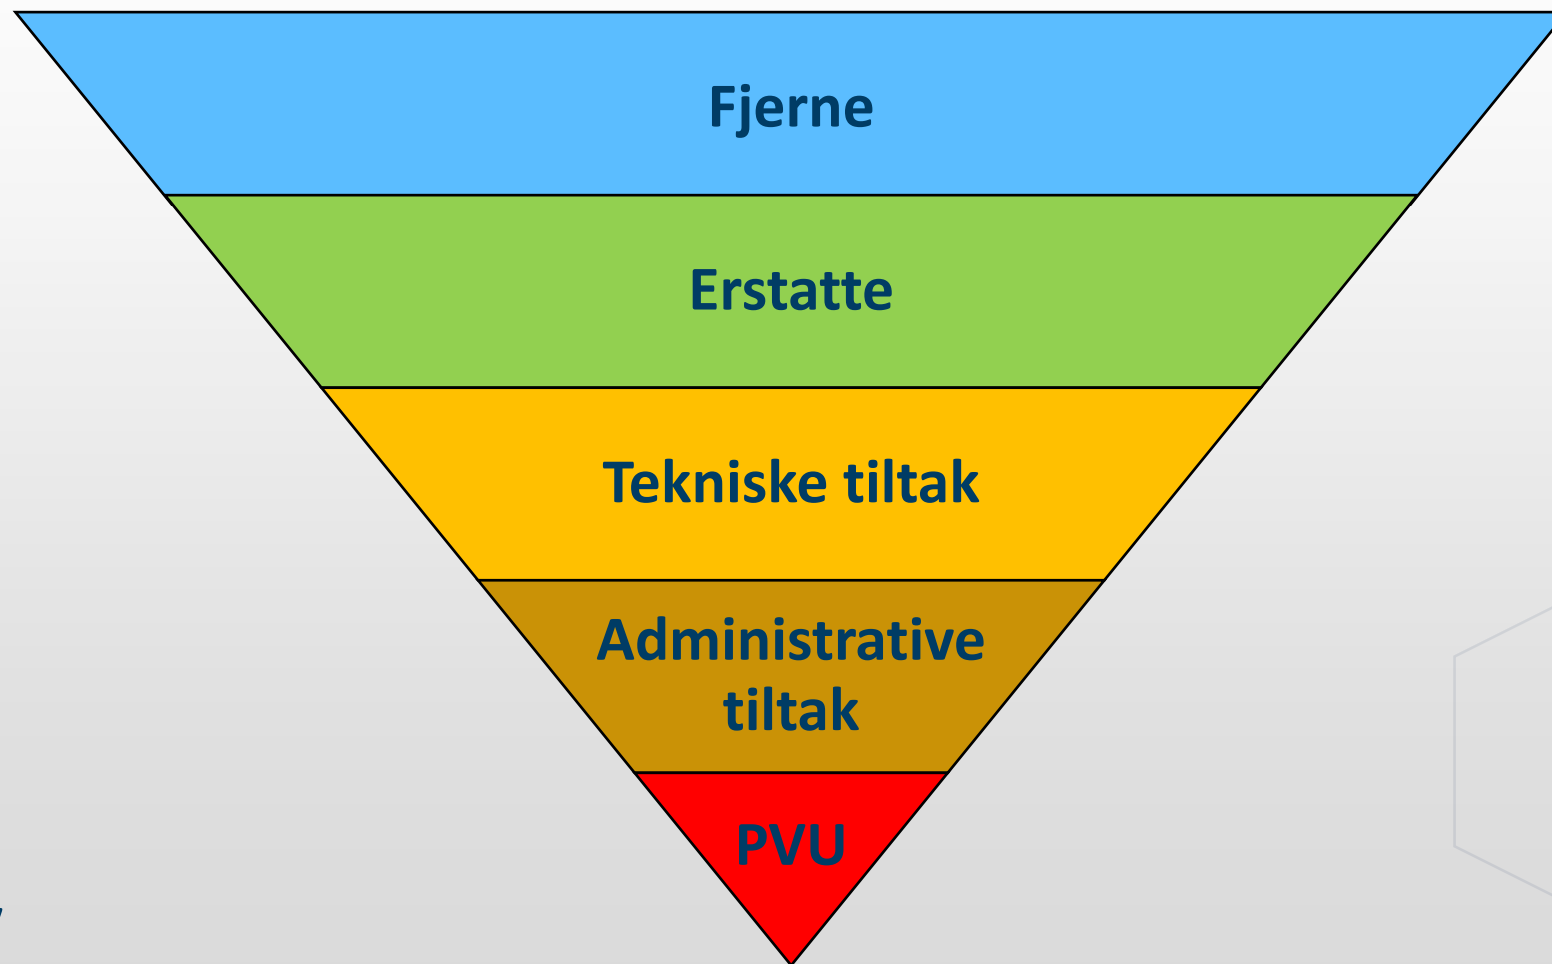 Fjerne
Erstatte
Tekniske tiltak
Administrative
tiltak
PVU